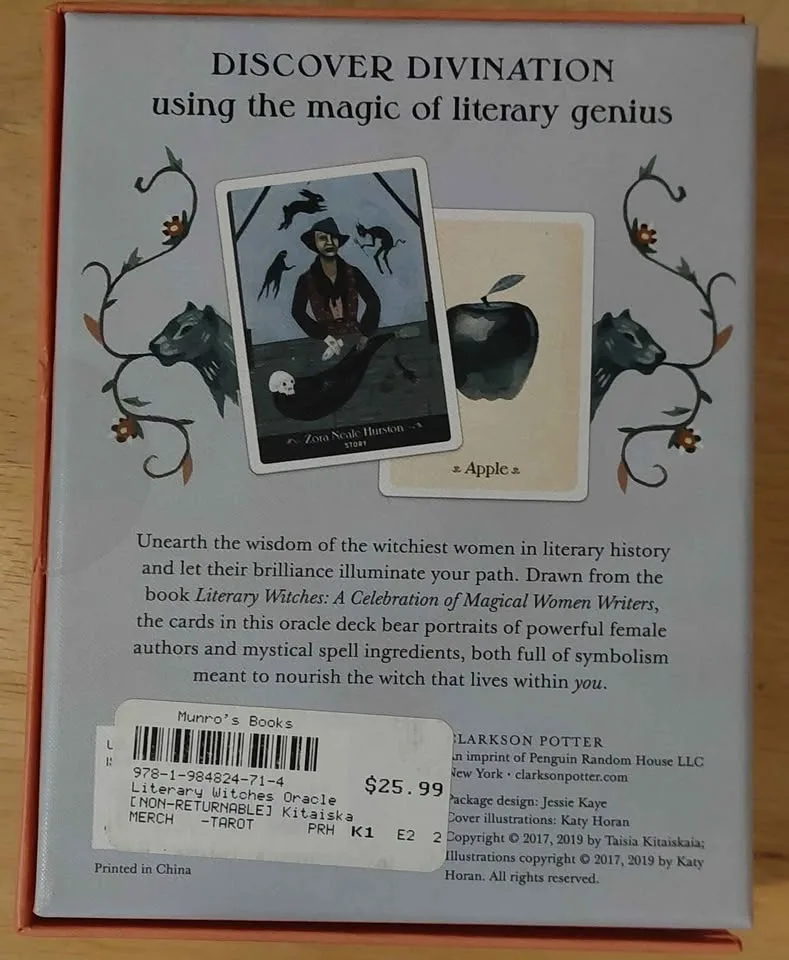 DISCOVER DIVINATION
using the magic of literary genius
Zora Neale Hurston
STORY
Apple
Unearth the wisdom of the witchiest women in literary history
and let their brilliance illuminate your path. Drawn from the
book Literary Witches: A Celebration of Magical Women Writers,
the cards in this oracle deck bear portraits of powerful female
authors and mystical spell ingredients, both full of symbolism
meant to nourish the witch that lives within you.
Munro's Books
978-1-984824-71-4
$25.99
Literary Witches Oracle
[NON-RETURNABLE] Kitaiska
MERCH -TAROT PRH K1 E2 2
Printed in China
CLARKSON POTTER
An imprint of Penguin Random House LLC
New York • clarksonpotter.com
Package design: Jessie Kaye
Cover illustrations: Katy Horan
Copyright © 2017, 2019 by Taisia Kitaiskaia;
Illustrations copyright © 2017, 2019 by Katy
Horan. All rights reserved.